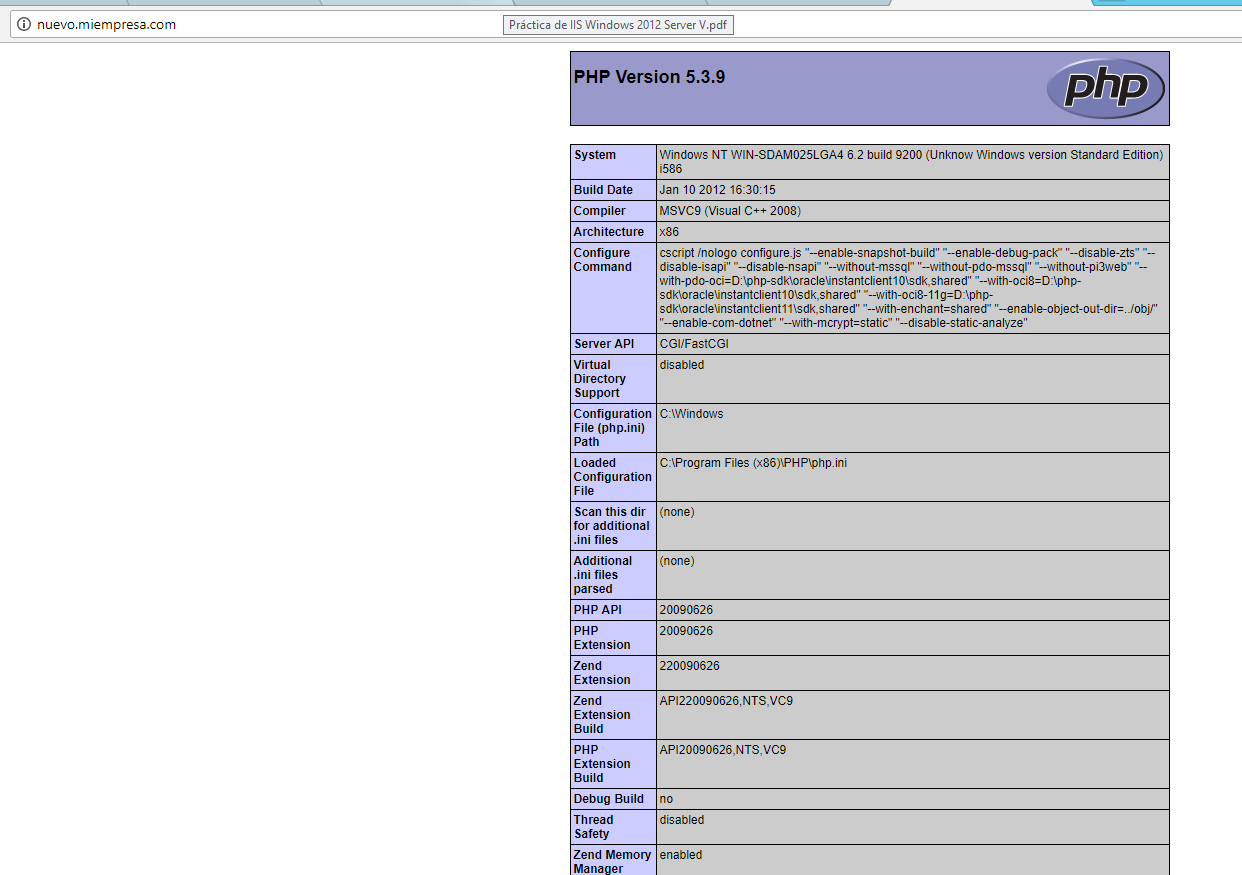 nuevo.miempresa.com
Práctica de IIS Windows 2012 Server V.pdf
PHP Version 5.3.9
php
System
Windows NT WIN-SDAM025LGA4 6.2 build 9200 (Unknow Windows version Standard Edition)
i586
Build Date
Jan 10 2012 16:30:15
Compiler
MSVC9 (Visual C++ 2008)
Architecture
x86
Configure
Command
cscript /nologo configure.js "--enable-snapshot-build" "--enable-debug-pack" "--disable-zts" "--
disable-isapi" "--disable-nsapi" "--without-mssql" "--without-pdo-mssql" "--without-pi3web" "--
with-pdo-oci=D:\php-sdk\oracle\instantclient10\sdk,shared" "--with-oci8=D:\php-
sdk\oracle\instantclient10\sdk,shared" "--with-oci8-11g=D:\php-
sdk\oracle\instantclient11\sdk,shared" "--with-enchant=shared" "--enable-object-out-dir=../obj/"
"--enable-com-dotnet" "--with-mcrypt=static" "--disable-static-analyze"
Server API
CGI/FastCGI
Virtual
Directory
Support
disabled
Configuration
File (php.ini)
Path
C:\Windows
Loaded
Configuration
File
C:\Program Files (x86)\PHP\php.ini
Scan this dir
for additional
.ini files
(none)
Additional
.ini files
parsed
(none)
PHP API
20090626
PHP
Extension
20090626
Zend
Extension
220090626
Zend
Extension
Build
API220090626,NTS,VC9
PHP
Extension
Build
API20090626,NTS,VC9
Debug Build
no
Thread
Safety
disabled
Zend Memory
Manager
enabled